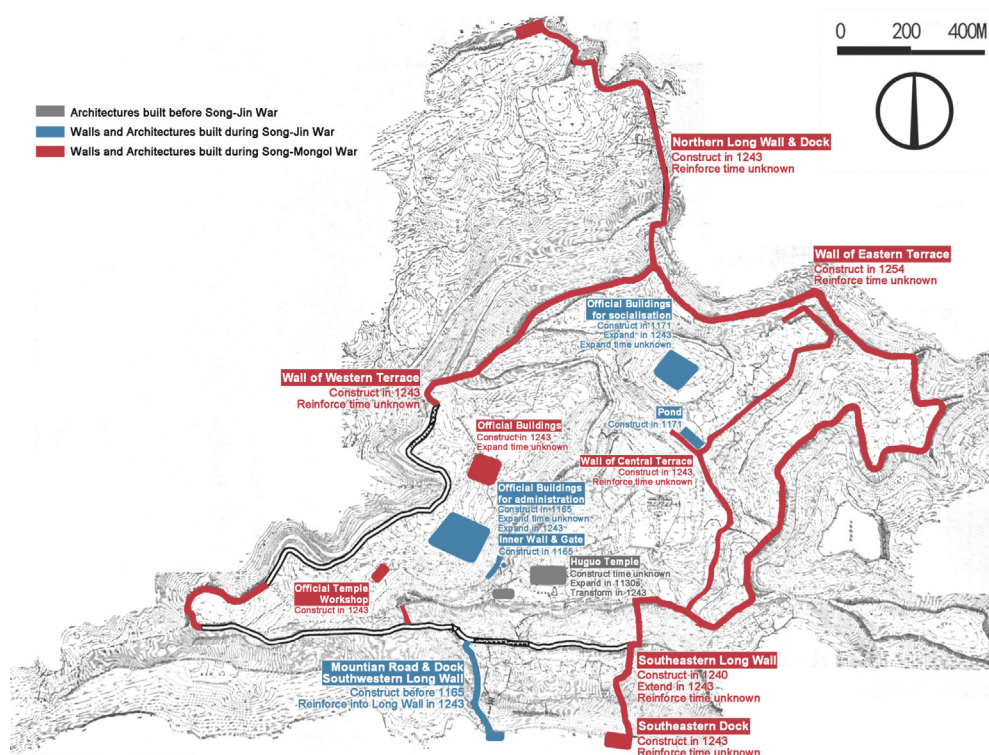 0 200 400M
Architectures built before Song-Jin War
Walls and Architectures built during Song-Jin War
Walls and Architectures built during Song-Mongol War
Northern Long Wall & Dock
Construct in 1243
Reinforce time unknown
Wall of Eastern Terrace
Construct in 1254
Reinforce time unknown
Official Buildings
for socialisation
Construct in 1171
Expand in 1243
Expand time unknown
Wall of Western Terrace
Construct in 1243
Reinforce time unknown
Pond
Construct in 1171
Official Buildings
Construct in 1243
Expand time unknown
Wall of Central Terrace
Construct in 1243
Reinforce time unknown
Official Buildings
for administration
Construct in 1165
Expand time unknown
Expand in 1243
Inner Wall & Gate
Construct in 1165
Huguo Temple
Construct time unknown
Expand in 1130s
Transform in 1243
Official Temple
Workshop
Construct in 1243
Mountian Road & Dock
Southwestern Long Wall
Construct before 1165
Reinforce into Long Wall in 1243
Southeastern Long Wall
Construct in 1240
Extend in 1243
Reinforce time unknown
Southeastern Dock
Construct in 1243
Reinforce time unknown